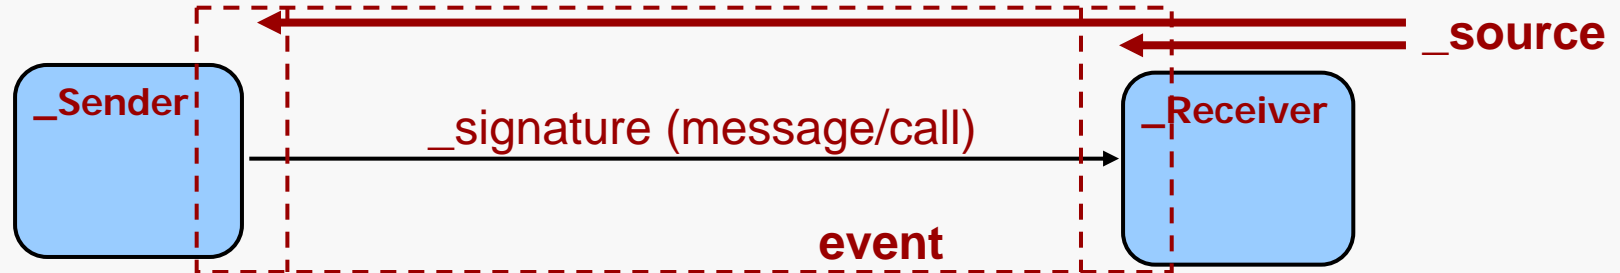 _source
_Sender
_Receiver
_signature (message/call)
event